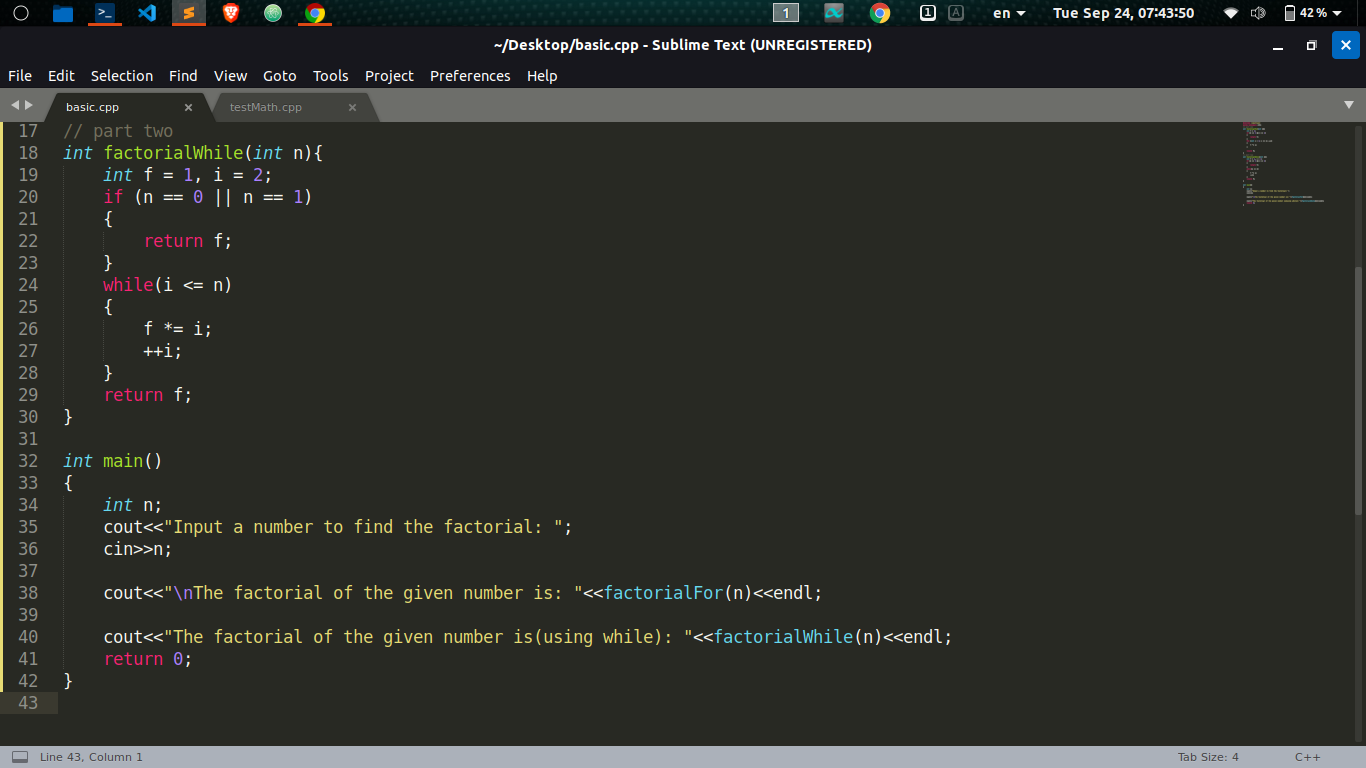 >_
1
1
A
en
Tue Sep 24, 07:43:50
42 %
~/Desktop/basic.cpp - Sublime Text (UNREGISTERED)
File Edit Selection Find View Goto Tools Project Preferences Help
basic.cpp
testMath.cpp
17 // part two
18 int factorialWhile(int n){
19     int f = 1, i = 2;
20     if (n == 0 || n == 1)
21     {
22         return f;
23     }
24     while(i <= n)
25     {
26         f *= i;
27         ++i;
28     }
29     return f;
30 }
31
32 int main()
33 {
34     int n;
35     cout<<"Input a number to find the factorial: ";
36     cin>>n;
37
38     cout<<"\nThe factorial of the given number is: "<<factorialFor(n)<<endl;
39
40     cout<<"The factorial of the given number is(using while): "<<factorialWhile(n)<<endl;
41     return 0;
42 }
43
Line 43, Column 1
Tab Size: 4
C++